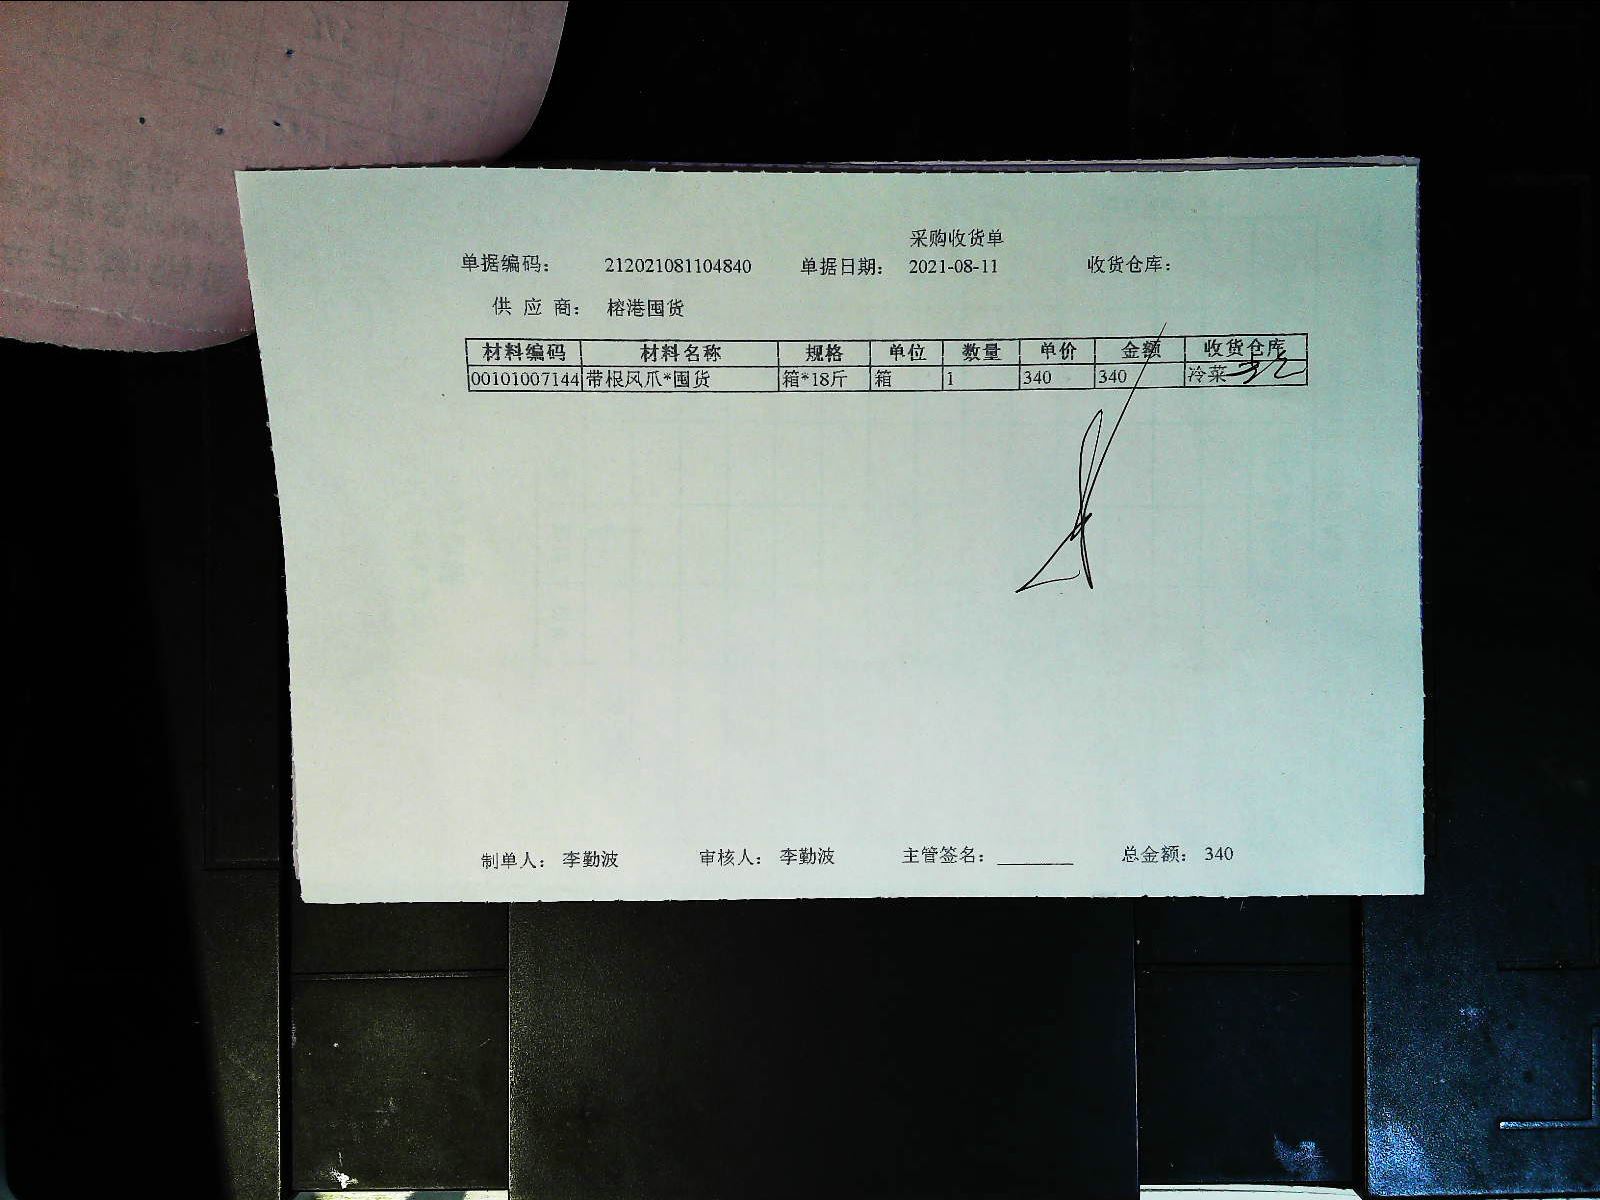 采购收货单
单据编码： 212021081104840 单据日期： 2021-08-11 收货仓库：
供 应 商： 榕港囤货
材料编码 材料名称 规格 单位 数量 单价 金额 收货仓库
00101007144 带根凤爪*囤货 箱*18斤 箱 1 340 340 冷菜
制单人： 李勤波 审核人： 李勤波 主管签名： 总金额： 340